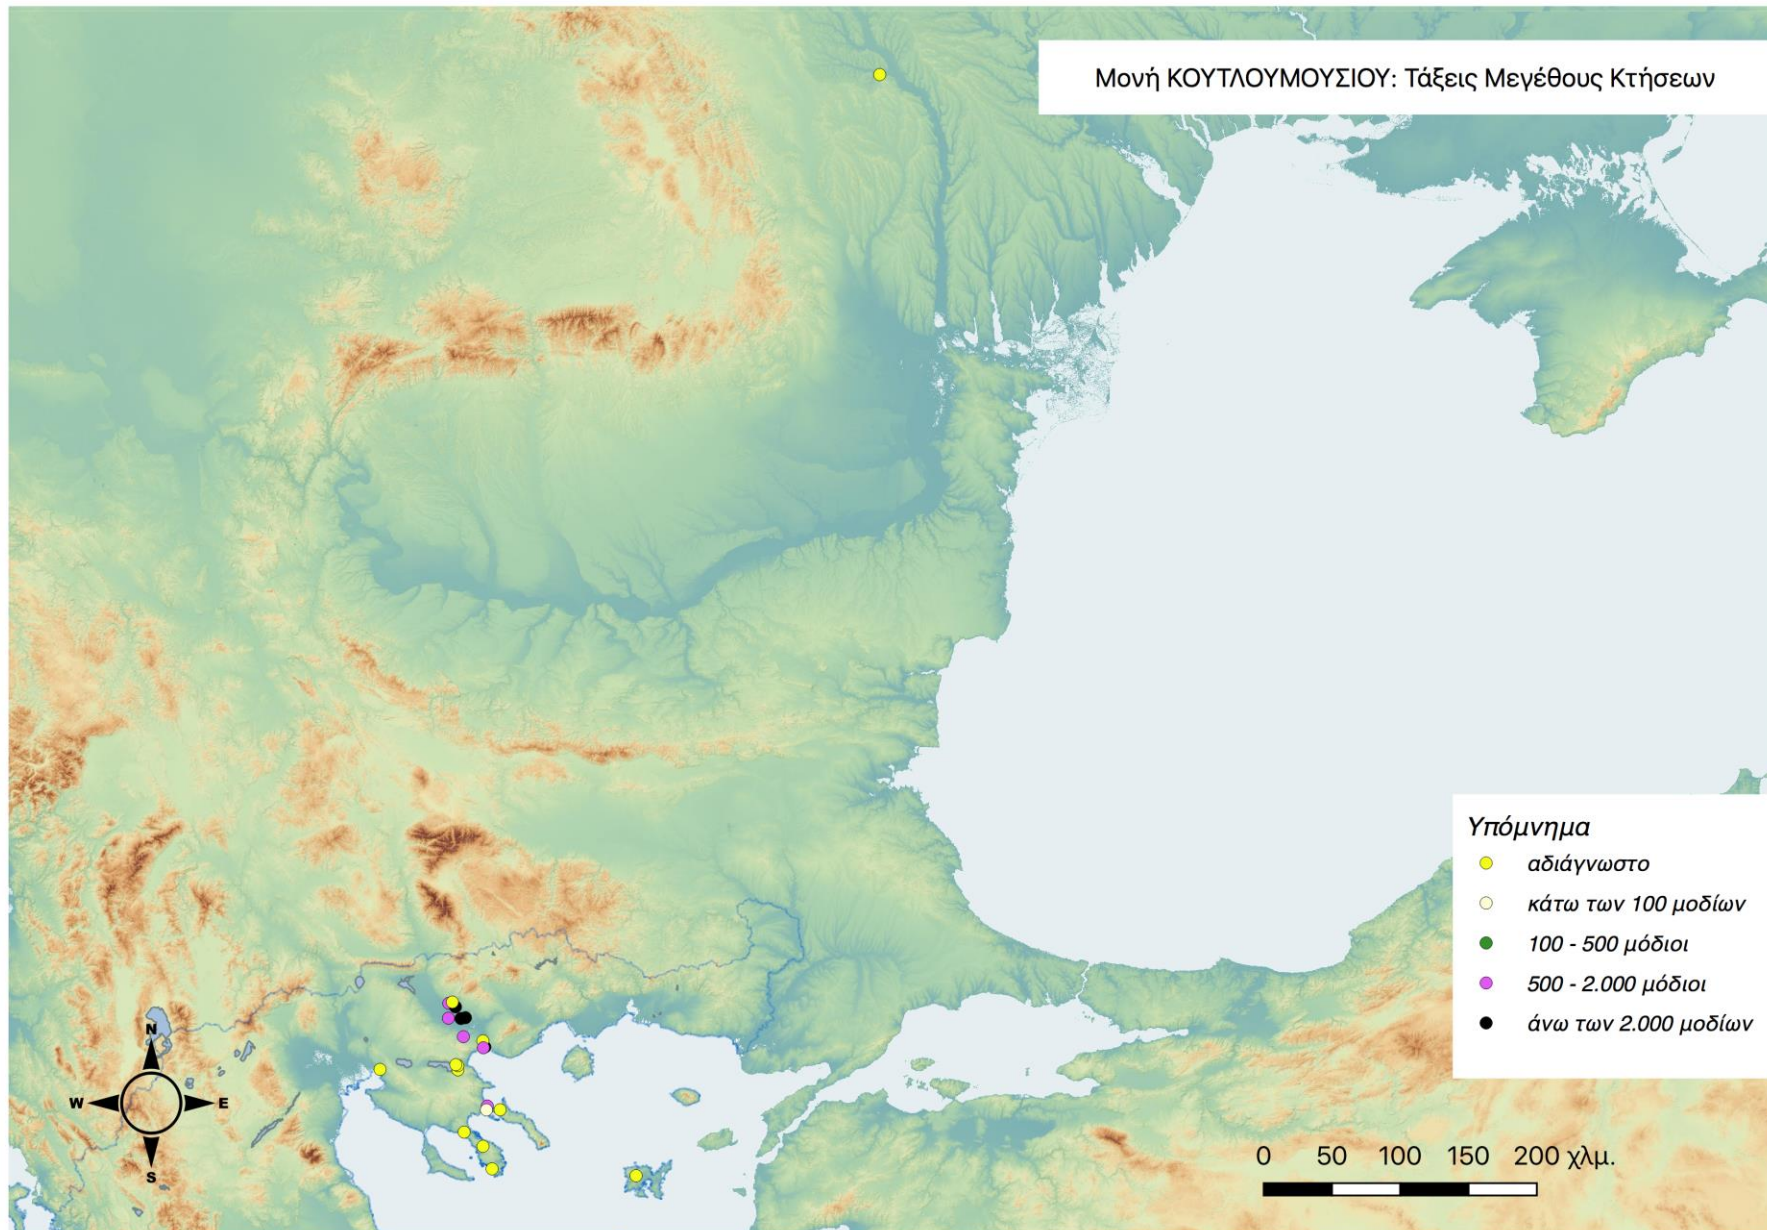 Μονή ΚΟΥΤΛΟΥΜΟΥΣΙΟΥ: Τάξεις Μεγέθους Κτήσεων
Υπόμνημα
αδιάγνωστο
κάτω των 100 μοδίων
100 - 500 μόδιοι
500 - 2.000 μόδιοι
άνω των 2.000 μοδίων
N
W E
S
0 50 100 150 200 χλμ.